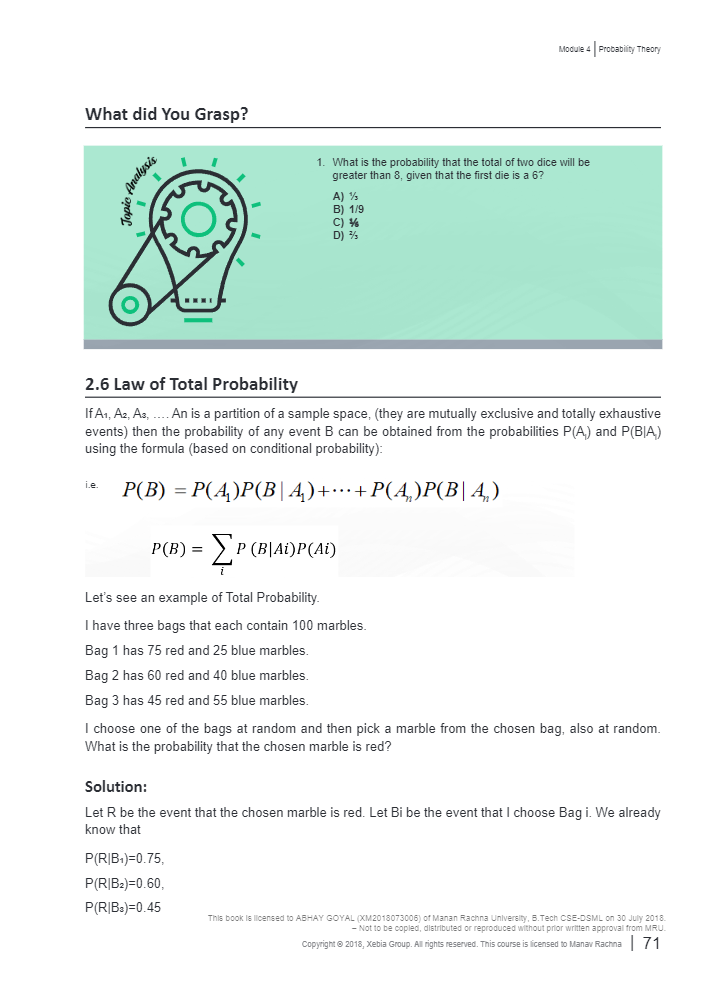 Module 4 | Probability Theory
What did You Grasp?
Topic Analysis
1. What is the probability that the total of two dice will be
greater than 8, given that the first die is a 6?
A) ⅓
B) 1/9
C) ⅚
D) ⅔
2.6 Law of Total Probability
If A₁, A₂, A₃, .... An is a partition of a sample space, (they are mutually exclusive and totally exhaustive
events) then the probability of any event B can be obtained from the probabilities P(Aᵢ) and P(B|Aᵢ)
using the formula (based on conditional probability):
i.e. P(B) = P(A₁)P(B | A₁)+⋯+ P(Aₙ)P(B | Aₙ)
P(B) = ∑ᵢ P (B|Ai)P(Ai)
Let's see an example of Total Probability.
I have three bags that each contain 100 marbles.
Bag 1 has 75 red and 25 blue marbles.
Bag 2 has 60 red and 40 blue marbles.
Bag 3 has 45 red and 55 blue marbles.
I choose one of the bags at random and then pick a marble from the chosen bag, also at random.
What is the probability that the chosen marble is red?
Solution:
Let R be the event that the chosen marble is red. Let Bi be the event that I choose Bag i. We already
know that
P(R|B₁)=0.75,
P(R|B₂)=0.60,
P(R|B₃)=0.45
This book is licensed to ABHAY GOYAL (XM2018073006) of Manan Rachna University, B.Tech CSE-DSML on 30 July 2018.
– Not to be copied, distributed or reproduced without prior written approval from MRU.
Copyright © 2018, Xebia Group. All rights reserved. This course is licensed to Manav Rachna | 71